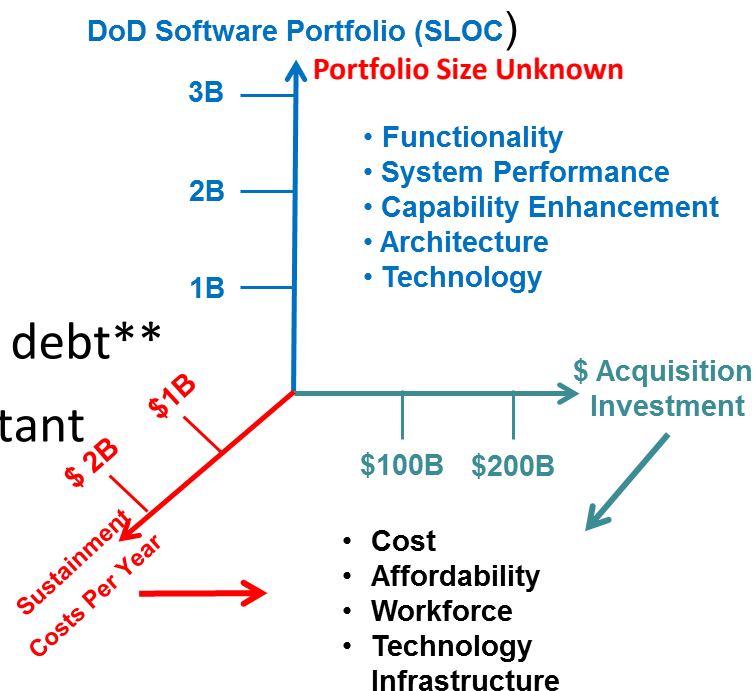 DoD Software Portfolio (SLOC)
Portfolio Size Unknown
3B
• Functionality
• System Performance
2B
• Capability Enhancement
• Architecture
1B
• Technology
debt**
$ Acquisition
Investment
$1B
tant
$ 2B
$100B
$200B
Sustainment
Costs Per Year
• Cost
• Affordability
• Workforce
• Technology
Infrastructure